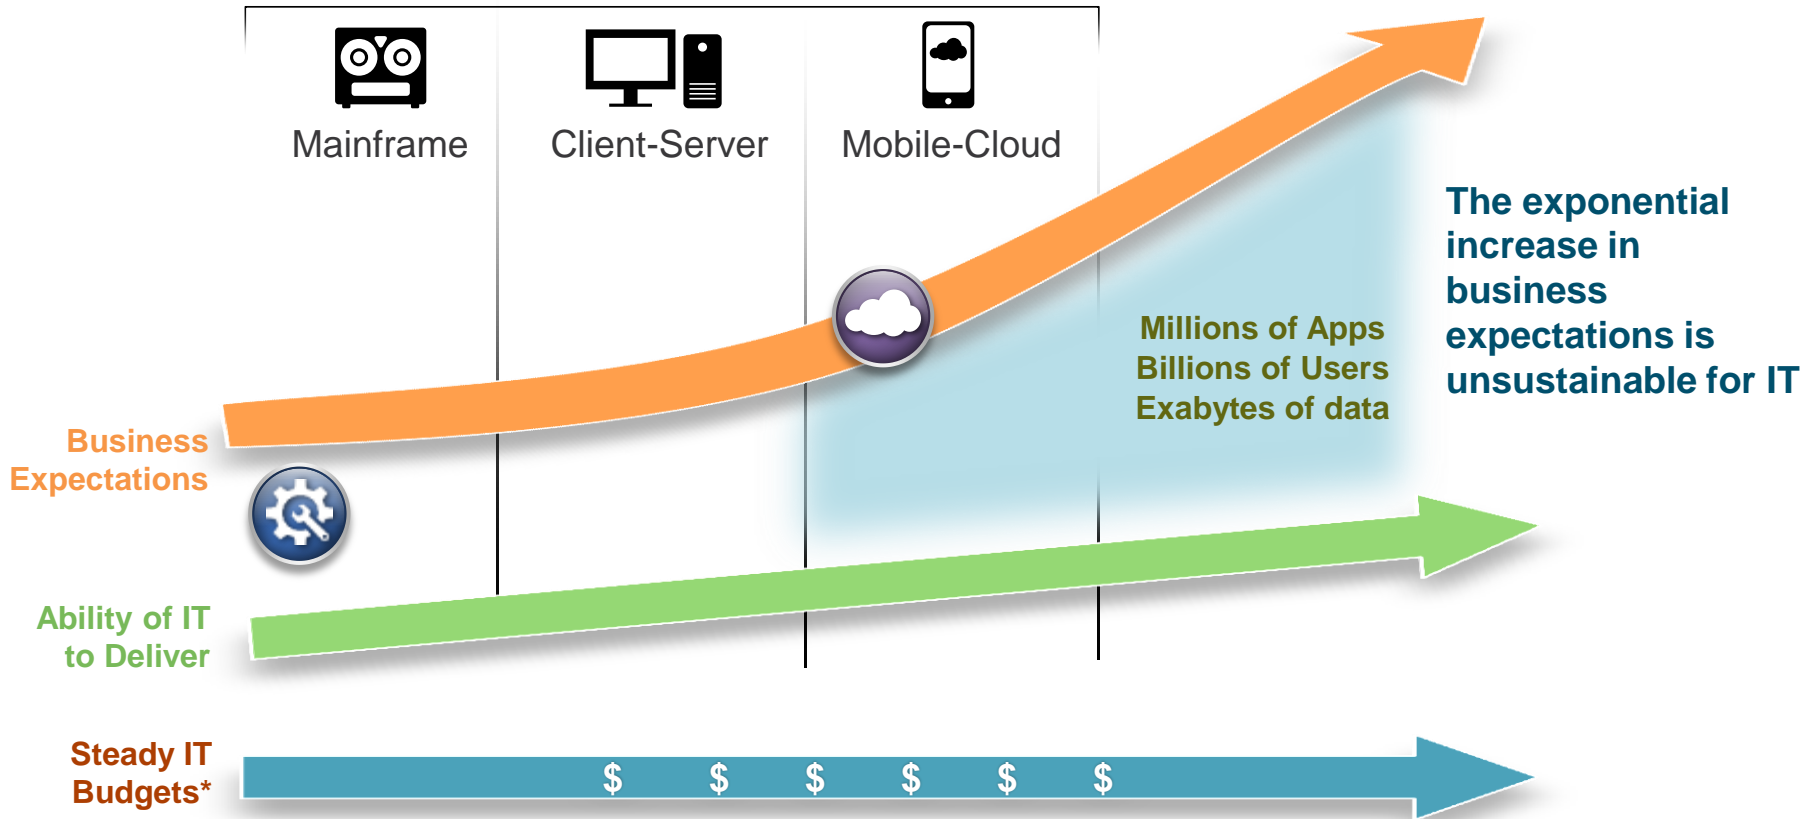 Mainframe
Client-Server
Mobile-Cloud
The exponential
increase in
business
expectations is
unsustainable for IT
Millions of Apps
Billions of Users
Exabytes of data
Business
Expectations
Ability of IT
to Deliver
Steady IT
Budgets*
$ $ $ $ $ $